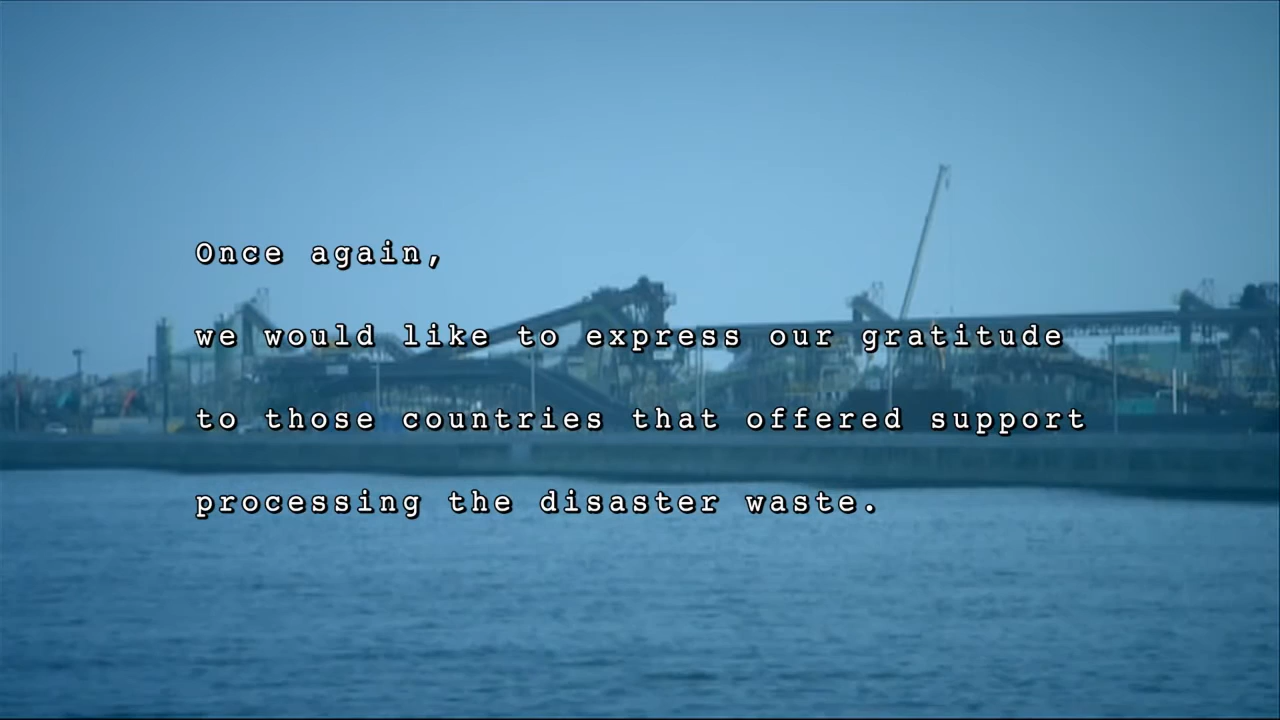 Once again,
we would like to express our gratitude
to those countries that offered support
processing the disaster waste.